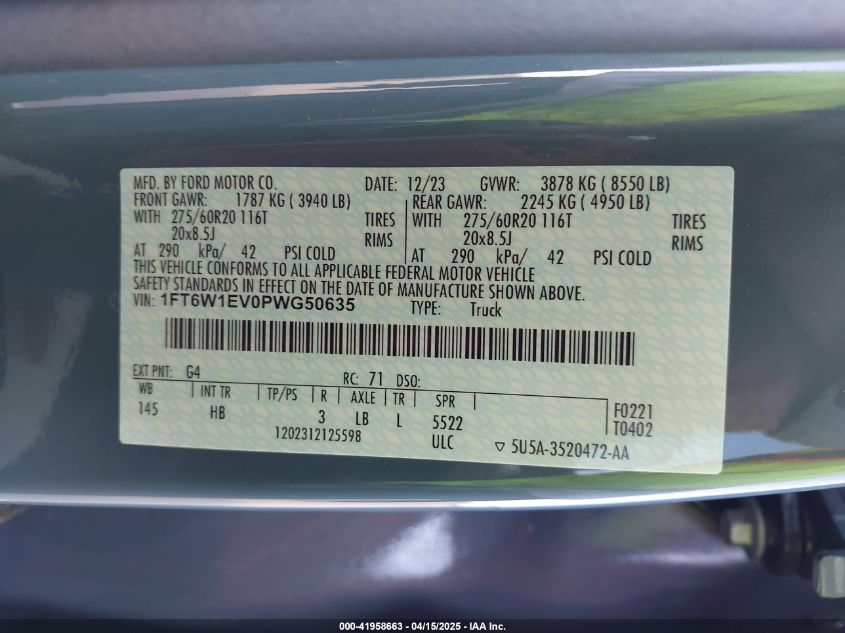 MFD. BY FORD MOTOR CO. DATE: 12/23 GVWR: 3878 KG ( 8550 LB)
FRONT GAWR: 1787 KG ( 3940 LB) REAR GAWR: 2245 KG ( 4950 LB)
WITH 275/60R20 116T TIRES WITH 275/60R20 116T TIRES
20x8.5J RIMS 20x8.5J RIMS
AT 290 kPa/ 42 PSI COLD AT 290 kPa/ 42 PSI COLD
THIS VEHICLE CONFORMS TO ALL APPLICABLE FEDERAL MOTOR VEHICLE
SAFETY STANDARDS IN EFFECT ON THE DATE OF MANUFACTURE SHOWN ABOVE.
VIN: 1FT6W1EV0PWG50635 TYPE: Truck
EXT PNT: G4 RC: 71 DSO:
WB INT TR TP/PS R AXLE TR SPR
145 HB 3 LB L 5522 F0221
T0402
1202312125598 ULC ▽ 5U5A-3520472-AA
000-41958663 - 04/15/2025 - IAA Inc.